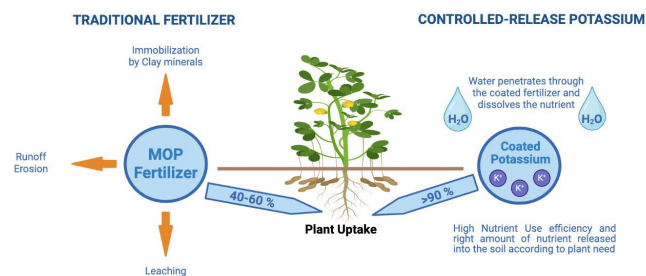 TRADITIONAL FERTILIZER
CONTROLLED-RELEASE POTASSIUM
Immobilization
by Clay minerals
Runoff
Erosion
MOP
Fertilizer
Leaching
40-60 %
Plant Uptake
>90 %
Water penetrates through
the coated fertilizer and
dissolves the nutrient
H₂O
H₂O
Coated
Potassium
K⁺
K⁺
K⁺
High Nutrient Use efficiency and
right amount of nutrient released
into the soil according to plant need